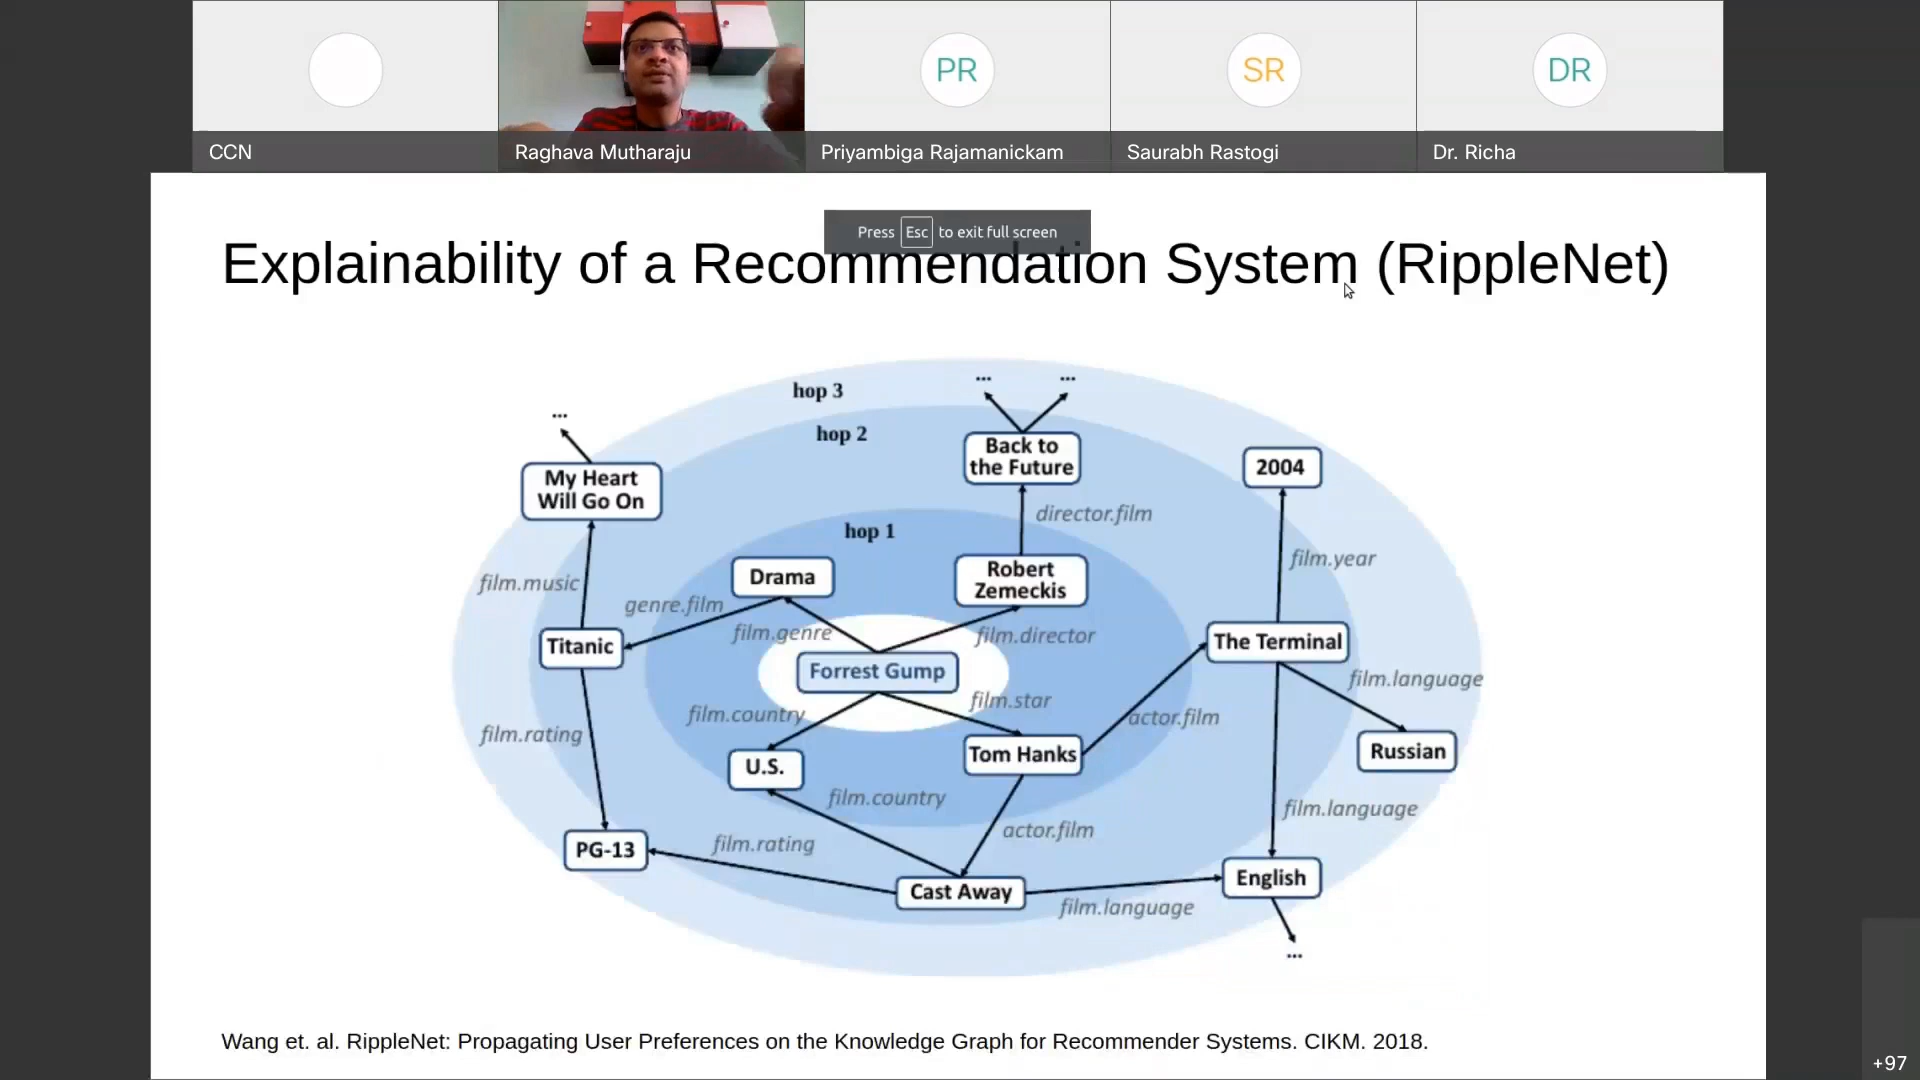 PR
SR
DR
CCN
Raghava Mutharaju
Priyambiga Rajamanickam
Saurabh Rastogi
Dr. Richa
Press Esc to exit full screen
Explainability of a Recommendation System (RippleNet)
...
...
hop 3
...
hop 2
Back to
the Future
2004
My Heart
Will Go On
director.film
hop 1
film.year
Drama
Robert
Zemeckis
film.music
genre.film
film.genre
film.director
Titanic
The Terminal
Forrest Gump
film.language
film.star
film.country
actor.film
film.rating
Russian
Tom Hanks
U.S.
film.country
film.language
actor.film
film.rating
PG-13
English
Cast Away
film.language
...
Wang et. al. RippleNet: Propagating User Preferences on the Knowledge Graph for Recommender Systems. CIKM. 2018.
+97